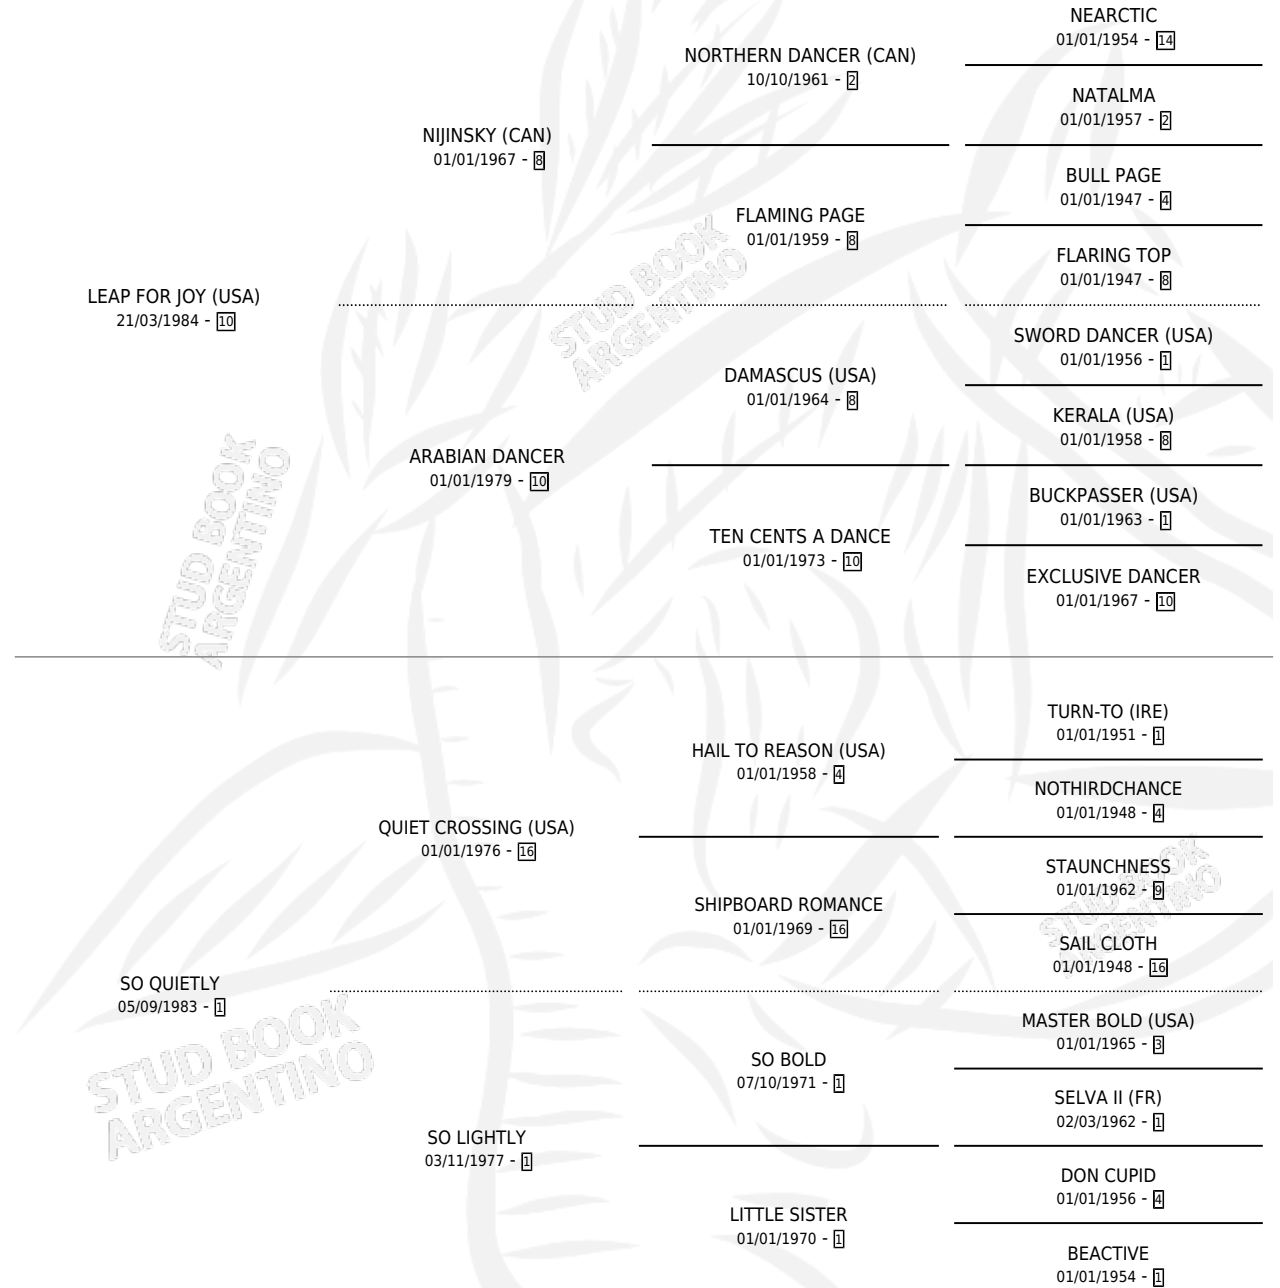 NEARCTIC
01/01/1954 - 14
NORTHERN DANCER (CAN)
10/10/1961 - 2
NATALMA
01/01/1957 - 2
NIJINSKY (CAN)
01/01/1967 - 8
BULL PAGE
01/01/1947 - 4
FLAMING PAGE
01/01/1959 - 8
FLARING TOP
01/01/1947 - 8
LEAP FOR JOY (USA)
21/03/1984 - 10
SWORD DANCER (USA)
01/01/1956 - 1
DAMASCUS (USA)
01/01/1964 - 8
KERALA (USA)
01/01/1958 - 8
ARABIAN DANCER
01/01/1979 - 10
BUCKPASSER (USA)
01/01/1963 - 1
TEN CENTS A DANCE
01/01/1973 - 10
EXCLUSIVE DANCER
01/01/1967 - 10
STUD BOOK
ARGENTINO
STUD BOOK
ARGENTINO
TURN-TO (IRE)
01/01/1951 - 1
HAIL TO REASON (USA)
01/01/1958 - 4
NOTHIRDCHANCE
01/01/1948 - 4
QUIET CROSSING (USA)
01/01/1976 - 16
STAUNCHNESS
01/01/1962 - 9
SHIPBOARD ROMANCE
01/01/1969 - 16
SAIL CLOTH
01/01/1948 - 16
SO QUIETLY
05/09/1983 - 1
MASTER BOLD (USA)
01/01/1965 - 3
SO BOLD
07/10/1971 - 1
SELVA II (FR)
02/03/1962 - 1
SO LIGHTLY
03/11/1977 - 1
DON CUPID
01/01/1956 - 4
LITTLE SISTER
01/01/1970 - 1
BEACTIVE
01/01/1954 - 1
STUD BOOK
ARGENTINO
STUD BOOK
ARGENTINO